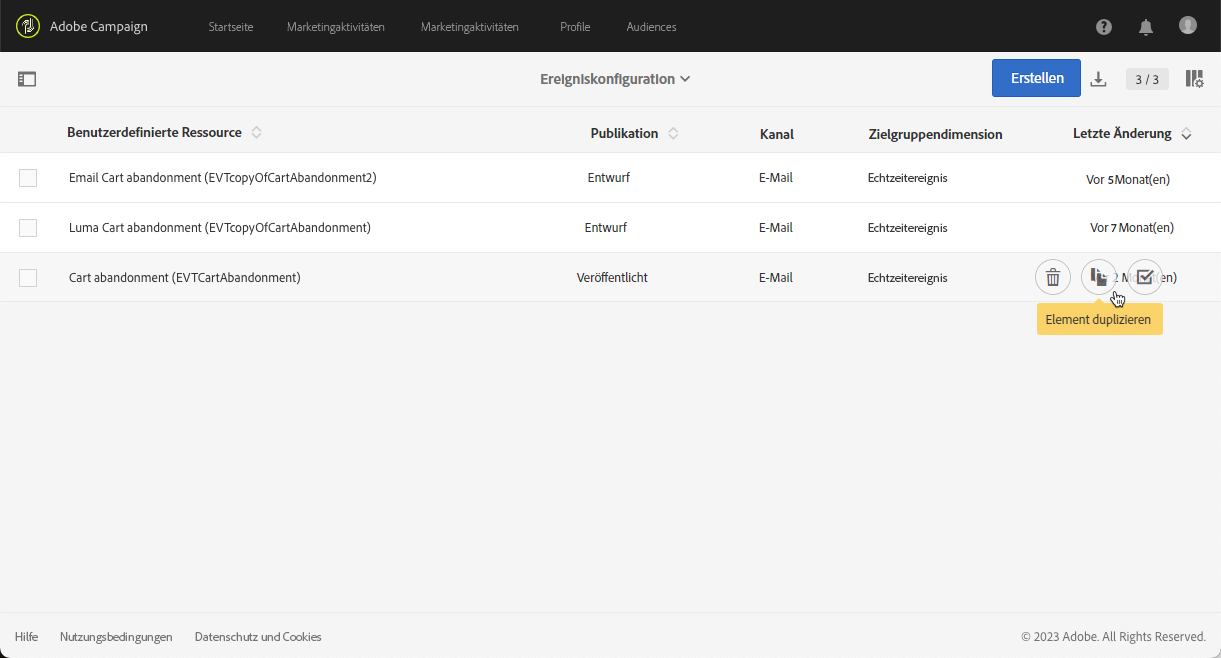 Adobe Campaign Startseite Marketingaktivitäten Marketingaktivitäten Profile Audiences
Ereigniskonfiguration Erstellen 3 / 3
Benutzerdefinierte Ressource Publikation Kanal Zielgruppendimension Letzte Änderung
Email Cart abandonment (EVTcopyOfCartAbandonment2) Entwurf E-Mail Echtzeitereignis Vor 5 Monat(en)
Luma Cart abandonment (EVTcopyOfCartAbandonment) Entwurf E-Mail Echtzeitereignis Vor 7 Monat(en)
Cart abandonment (EVTCartAbandonment) Veröffentlicht E-Mail Echtzeitereignis 2
Element duplizieren
Hilfe Nutzungsbedingungen Datenschutz und Cookies © 2023 Adobe. All Rights Reserved.